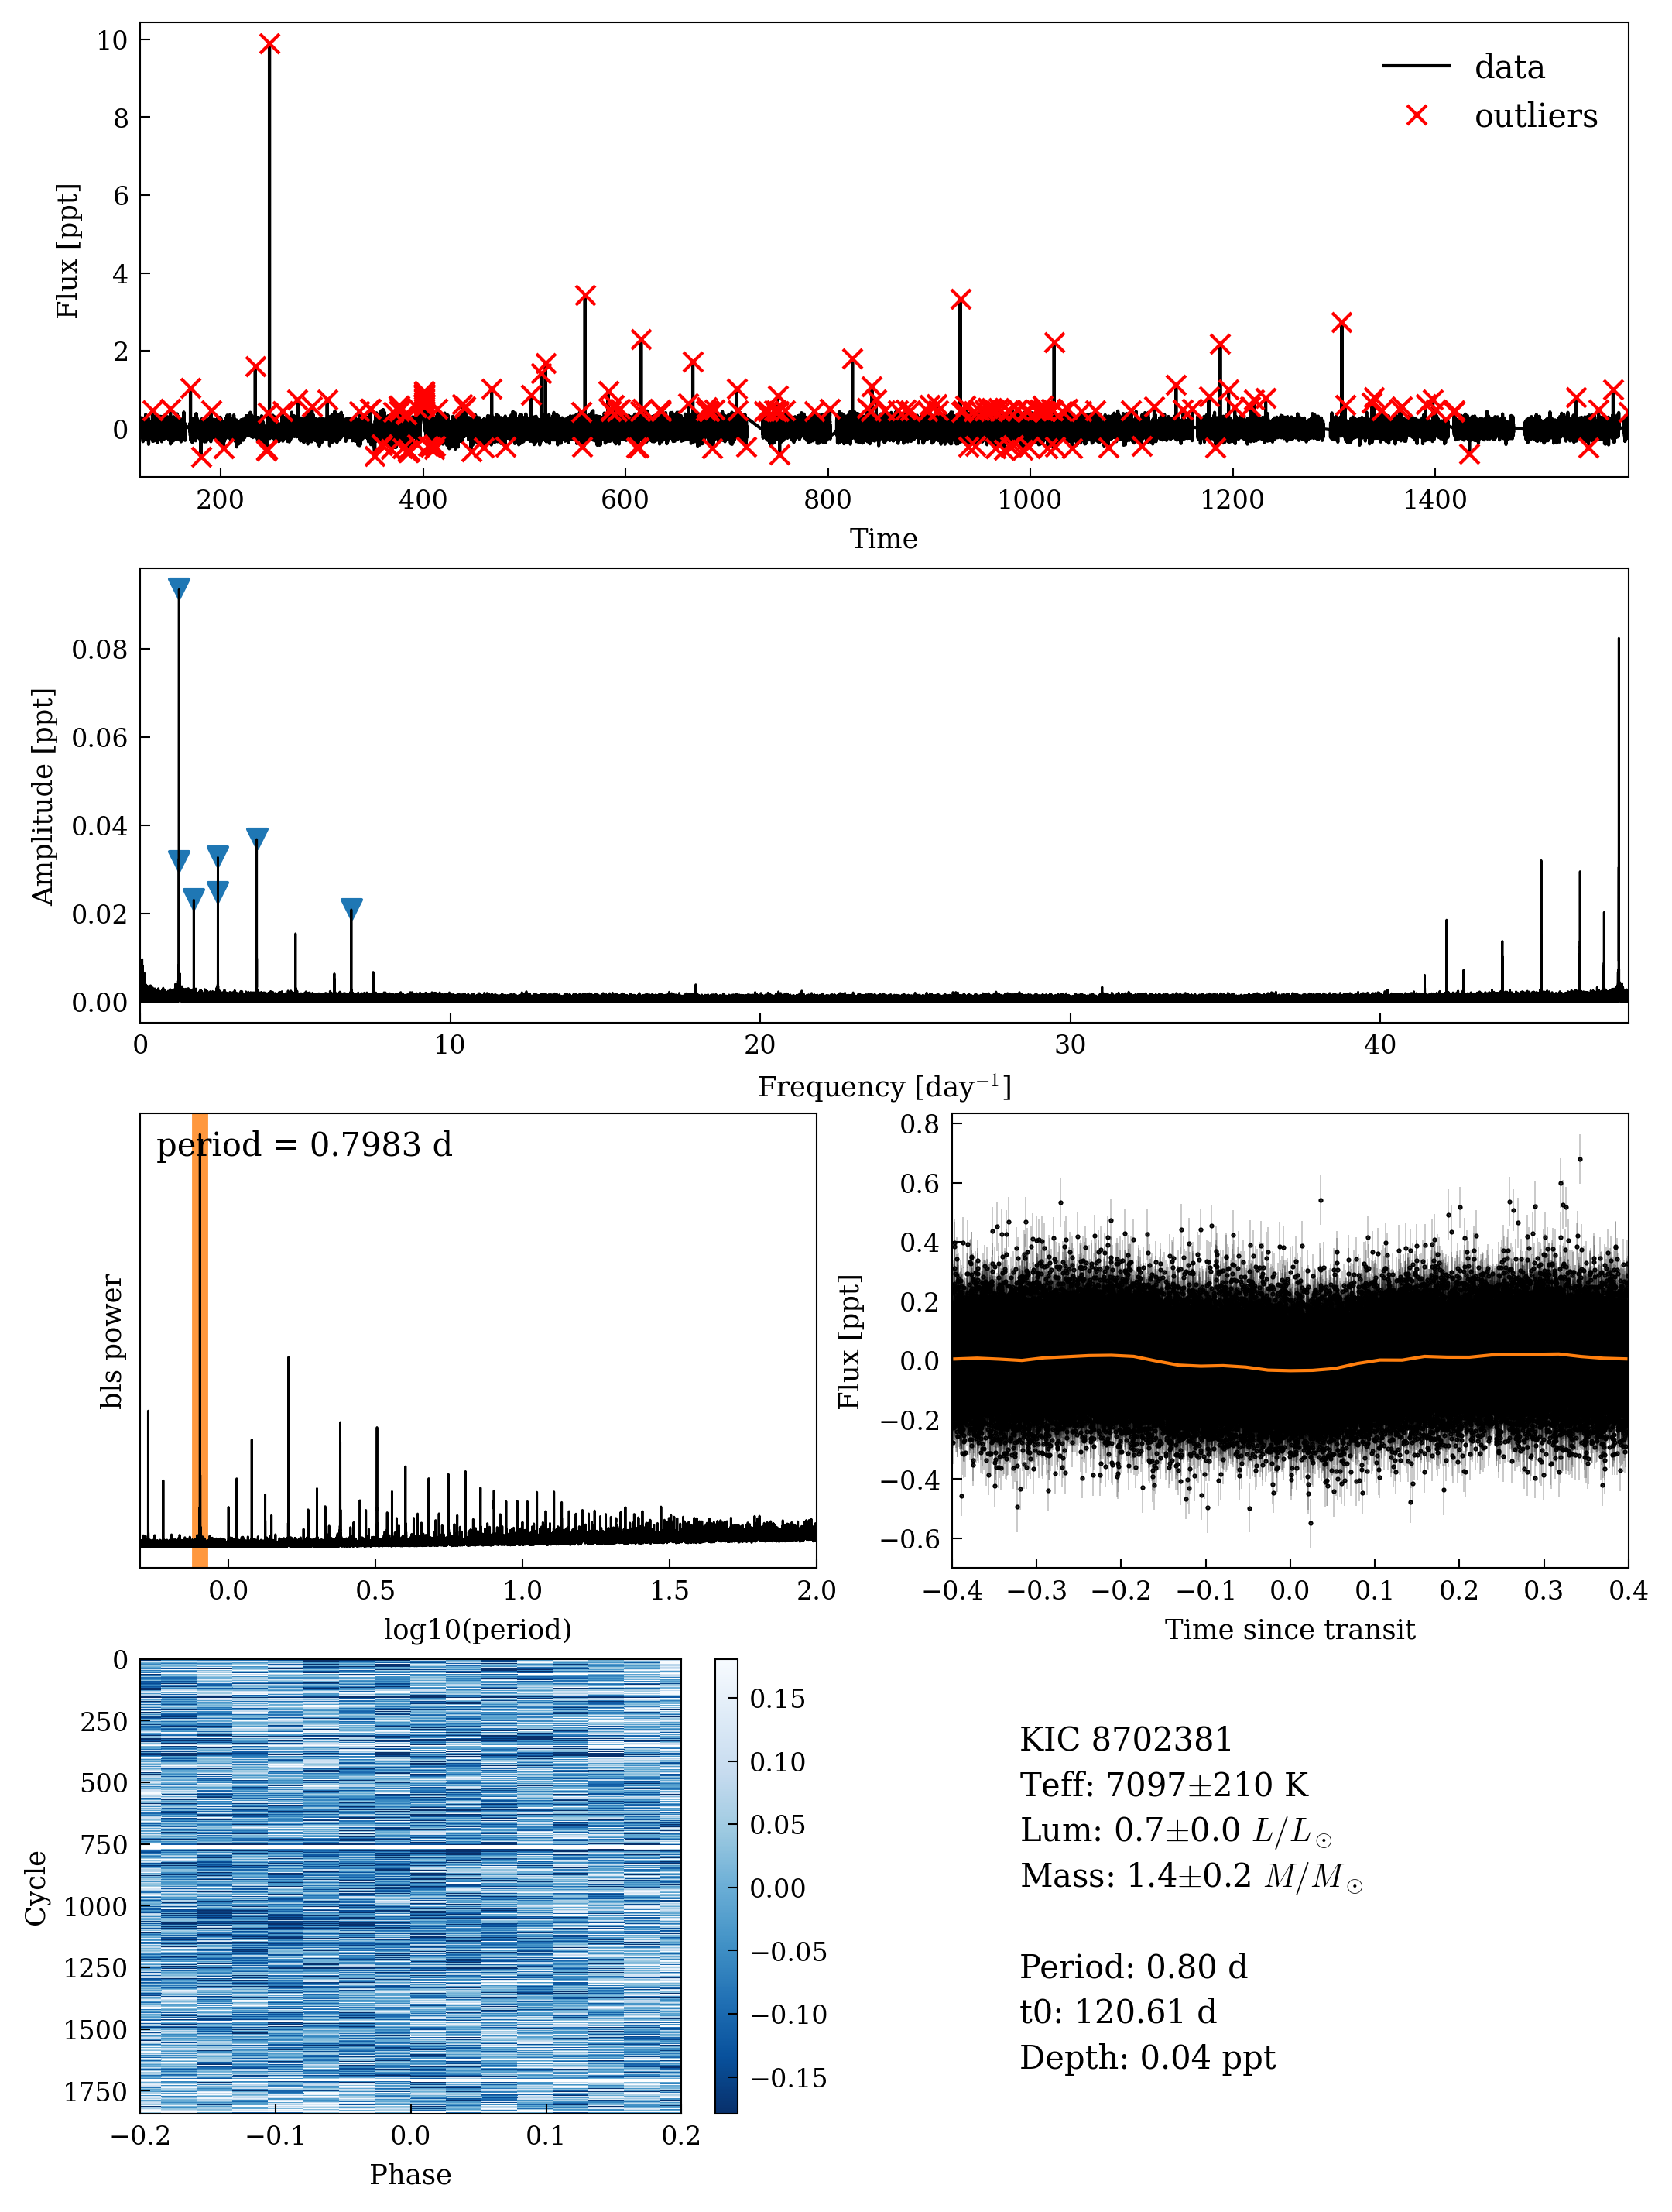 10
8
6
4
2
0
Flux [ppt]
data
outliers
200 400 600 800 1000 1200 1400
Time
0.08
0.06
0.04
0.02
0.00
Amplitude [ppt]
0 10 20 30 40
Frequency [day⁻¹]
period = 0.7983 d
bls power
0.0 0.5 1.0 1.5 2.0
log10(period)
0.8
0.6
0.4
0.2
0.0
−0.2
−0.4
−0.6
Flux [ppt]
−0.4 −0.3 −0.2 −0.1 0.0 0.1 0.2 0.3 0.4
Time since transit
0
250
500
750
1000
1250
1500
1750
Cycle
−0.2 −0.1 0.0 0.1 0.2
Phase
0.15
0.10
0.05
0.00
−0.05
−0.10
−0.15
KIC 8702381
Teff: 7097±210 K
Lum: 0.7±0.0 L/L☉
Mass: 1.4±0.2 M/M☉
Period: 0.80 d
t0: 120.61 d
Depth: 0.04 ppt